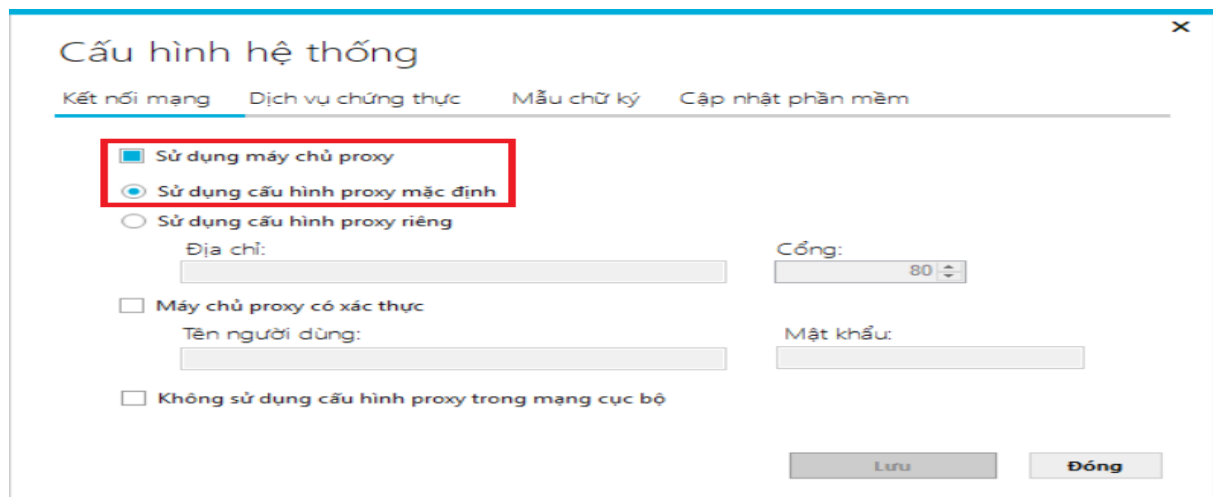 Cấu hình hệ thống
Kết nối mạng Dịch vụ chứng thực Mẫu chữ ký Cập nhật phần mềm
Sử dụng máy chủ proxy
Sử dụng cấu hình proxy mặc định
Sử dụng cấu hình proxy riêng
Địa chỉ: Cổng:
80
Máy chủ proxy có xác thực
Tên người dùng: Mật khẩu:
Không sử dụng cấu hình proxy trong mạng cục bộ
Lưu Đóng